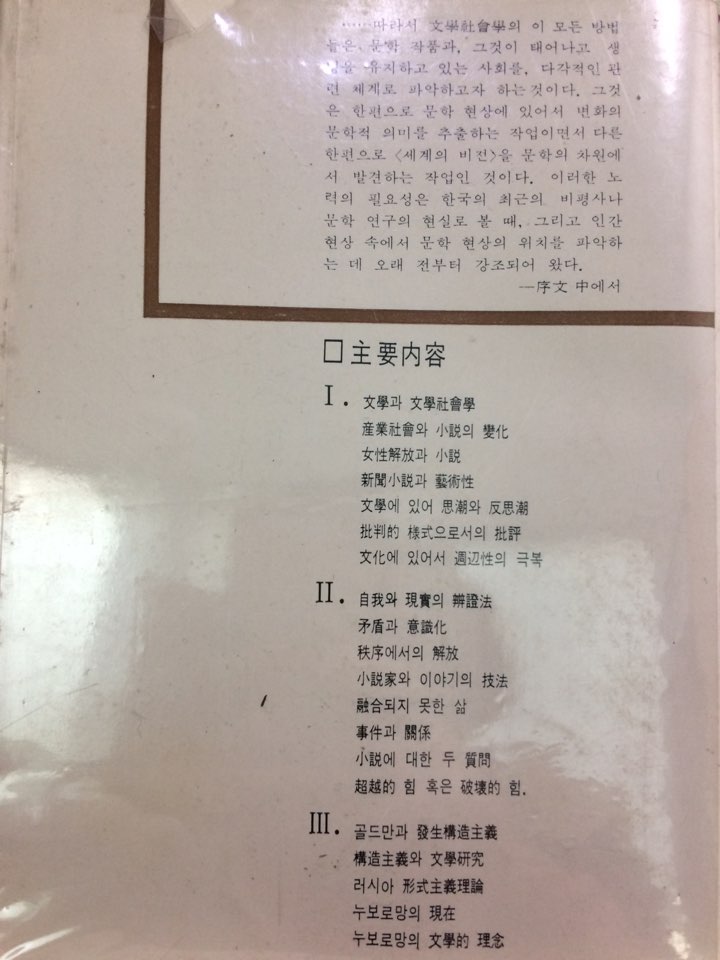 ……따라서 文學社會學의 이 모든 방법
들은 문학 작품과, 그것이 태어나고 생
명을 유지하고 있는 사회를, 다각적인 관
련 체계로 파악하고자 하는것이다. 그것
은 한편으로 문학 현상에 있어서 변화의
문학적 의미를 추출하는 작업이면서 다른
한편으로 〈세계의 비전〉을 문학의 차원에
서 발견하는 작업인 것이다. 이러한 노
력의 필요성은 한국의 최근의 비평사나
문학 연구의 현실로 볼 때, 그리고 인간
현상 속에서 문학 현상의 위치를 파악하
는 데 오래 전부터 강조되어 왔다.
—序文 中에서
□主要内容
Ⅰ. 文學과 文學社會學
産業社會와 小説의 變化
女性解放과 小説
新聞小説과 藝術性
文學에 있어 思潮와 反思潮
批判的 樣式으로서의 批評
文化에 있어서 週辺性의 극복
Ⅱ. 自我와 現實의 辨證法
矛盾과 意識化
秩序에서의 解放
小説家와 이야기의 技法
融合되지 못한 삶
事件과 關係
小説에 대한 두 質問
超越的 힘 혹은 破壞的 힘.
Ⅲ. 골드만과 發生構造主義
構造主義와 文學研究
러시아 形式主義理論
누보로망의 現在
누보로망의 文學的 理念